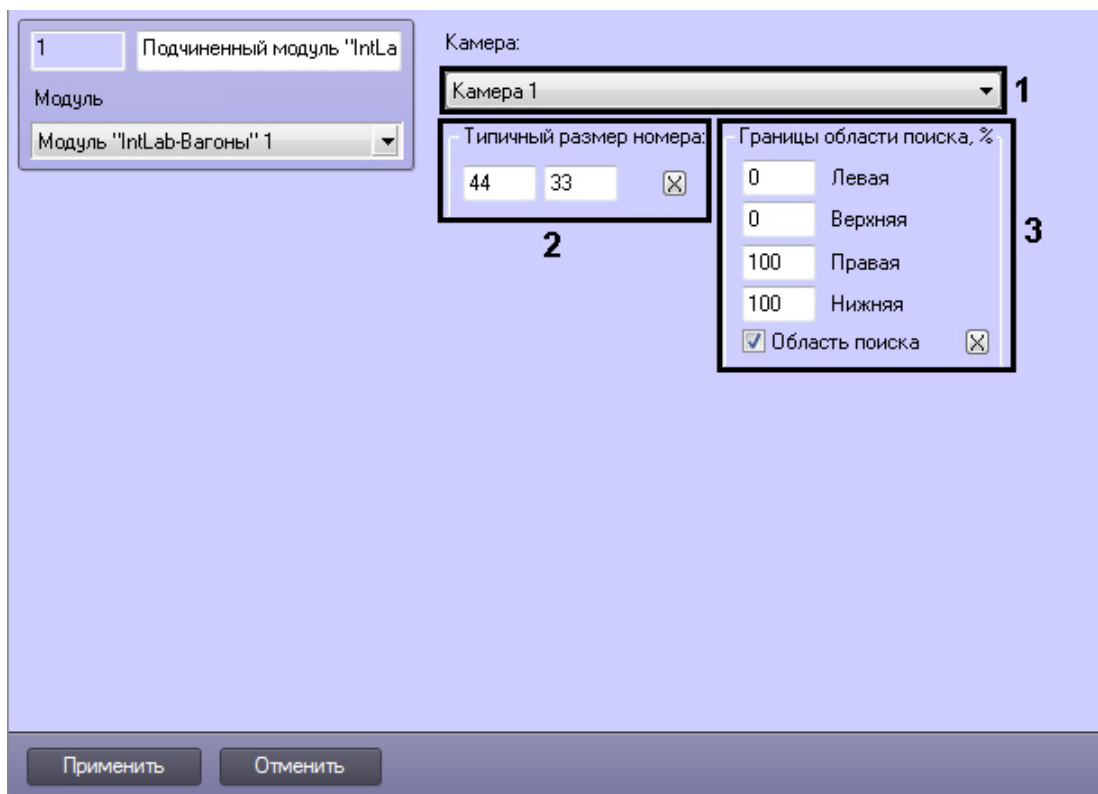 1 Подчиненный модуль "IntLa
Модуль
Модуль "IntLab-Вагоны" 1
Камера:
Камера 1
1
Типичный размер номера:
44 33
2
Границы области поиска, %
0 Левая
0 Верхняя
100 Правая
100 Нижняя
Область поиска
3
Применить Отменить